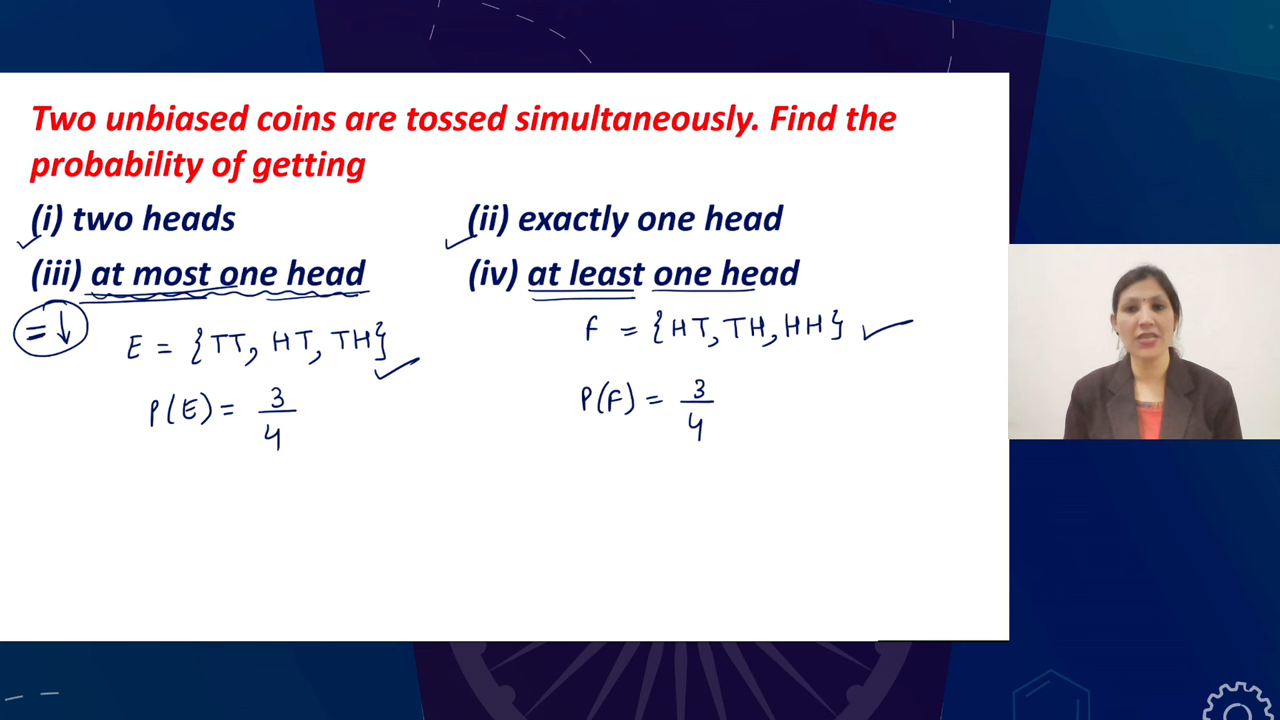 Two unbiased coins are tossed simultaneously. Find the
probability of getting
(i) two heads (ii) exactly one head
(iii) at most one head (iv) at least one head
= ↓
E = {TT, HT, TH} F = {HT, TH, HH}
P(E) = 3/4 P(F) = 3/4